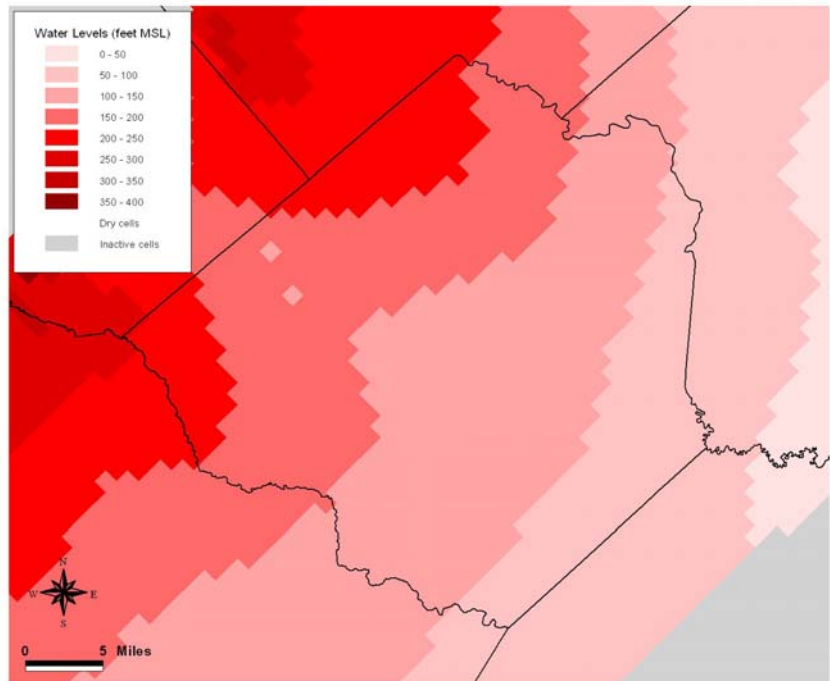 Water Levels (feet MSL)
0 - 50
50 - 100
100 - 150
150 - 200
200 - 250
250 - 300
300 - 350
350 - 400
Dry cells
Inactive cells
N
W E
S
0 5 Miles